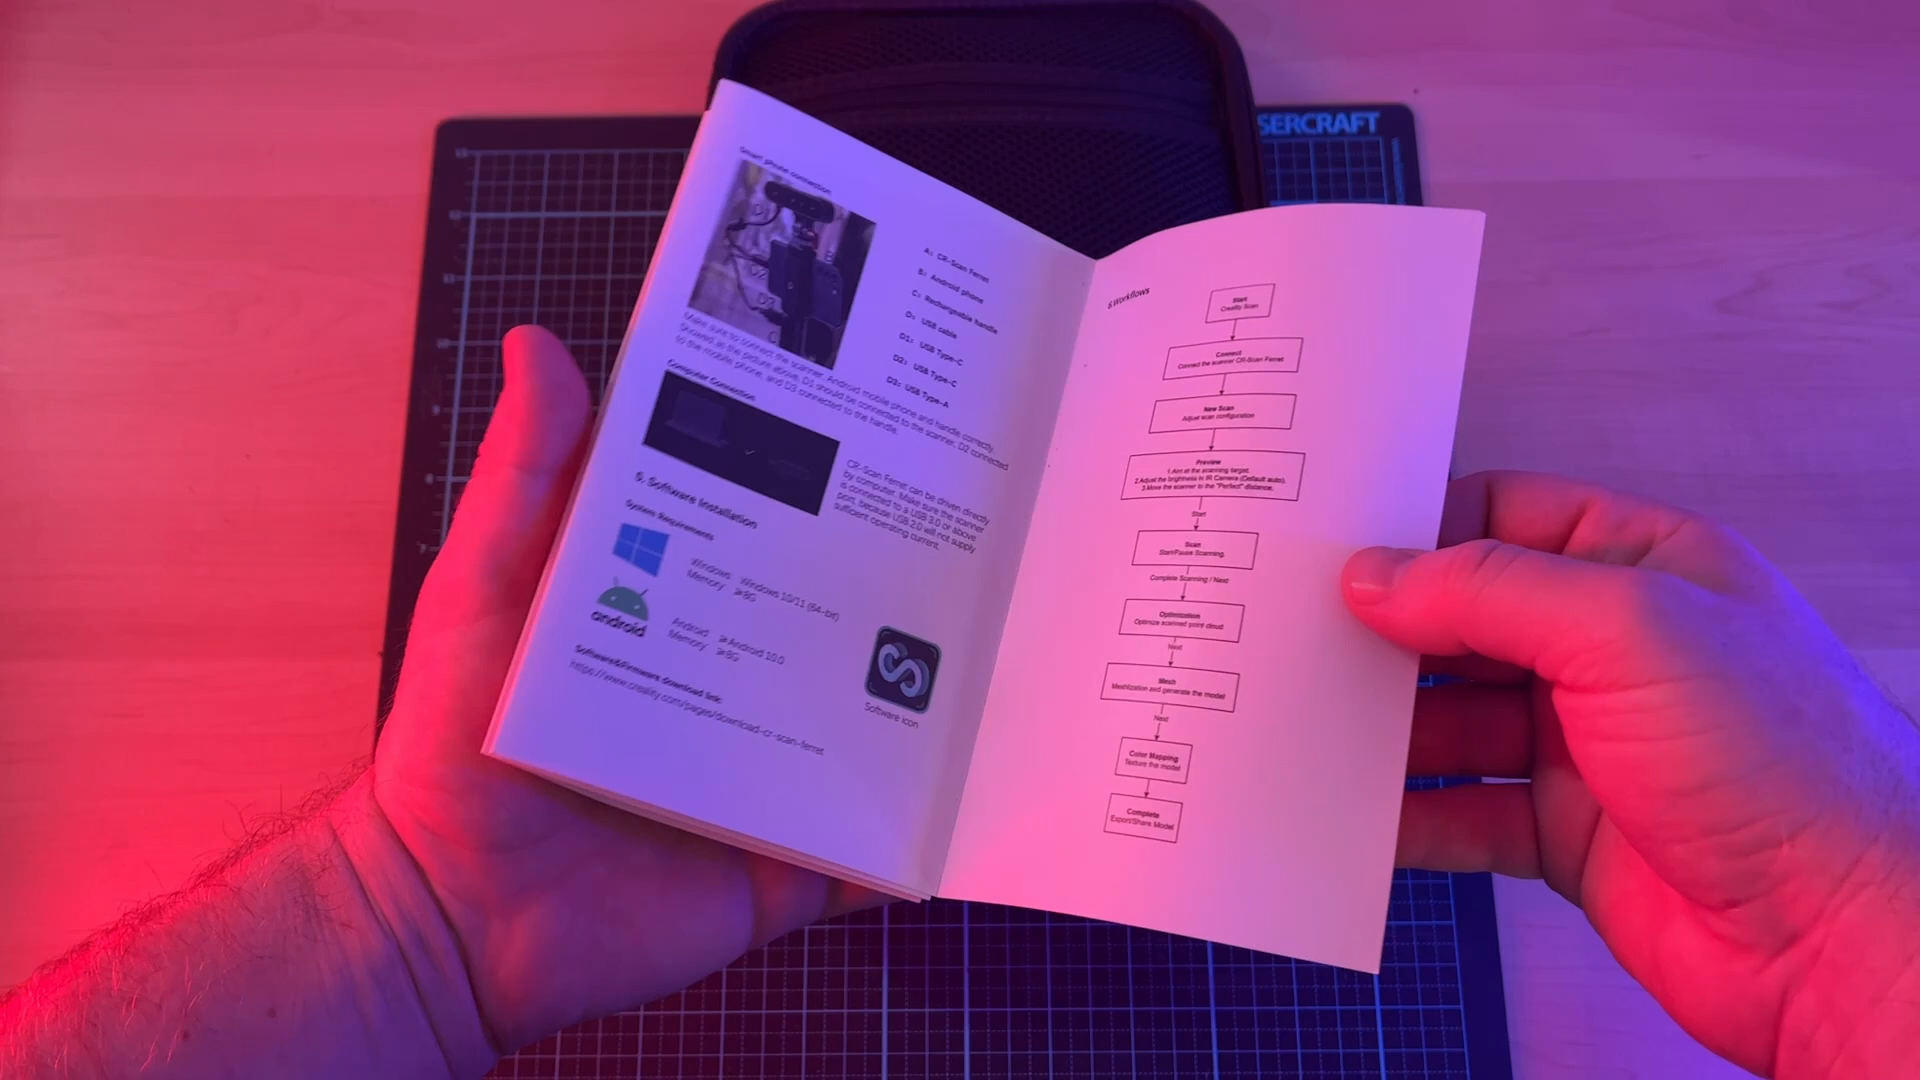 SERCRAFT
Smart phone connection
D1
B
D2
D3
C
A: CR-Scan Ferret
B: Android phone
C: Rechargeable handle
D: USB cable
D1: USB Type-C
D2: USB Type-C
D3: USB Type-A
Make sure to connect the scanner, Android mobile phone and handle correctly.
Showed as the picture above, D1 should be connected to the scanner, D2 connected
to the mobile phone, and D3 connected to the handle.
Computer Connection
CR-Scan Ferret can be driven directly
by computer. Make sure the scanner
is connected to a USB 3.0 or above
port, because USB 2.0 will not supply
sufficient operating current.
6. Software Installation
System Requirements
Windows: Windows 10/11 (64-bit)
Memory: ≥8G
android
Android: ≥Android 10.0
Memory: ≥8G
Software&Firmware download link:
https://www.creality.com/pages/download-cr-scan-ferret
Software icon
6.Workflows
Start
Creality Scan
Connect
Connect the scanner CR-Scan Ferret
New Scan
Adjust scan configuration
Preview
1.Aim at the scanning target.
2.Adjust the brightness in IR Camera (Default auto).
3.Move the scanner to the "Perfect" distance.
Start
Scan
Start/Pause Scanning.
Complete Scanning / Next
Optimization
Optimize scanned point cloud
Next
Mesh
Meshlization and generate the model
Next
Color Mapping
Texture the model
Complete
Export/Share Model